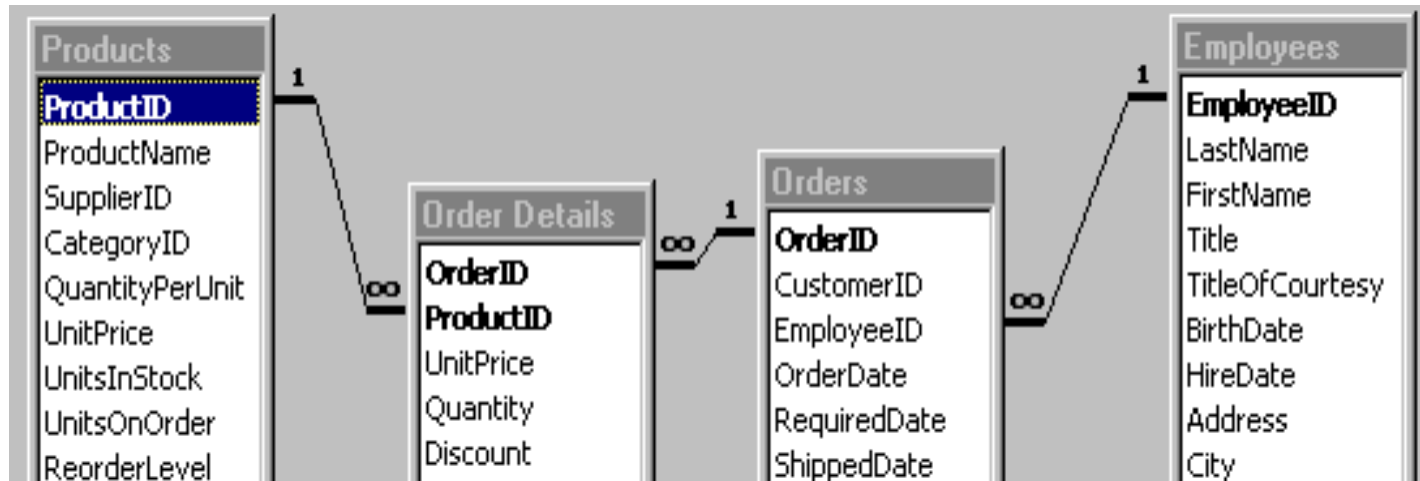 Products
ProductID
ProductName
SupplierID
CategoryID
QuantityPerUnit
UnitPrice
UnitsInStock
UnitsOnOrder
ReorderLevel
1
∞
Order Details
OrderID
ProductID
UnitPrice
Quantity
Discount
∞
1
Orders
OrderID
CustomerID
EmployeeID
OrderDate
RequiredDate
ShippedDate
∞
1
Employees
EmployeeID
LastName
FirstName
Title
TitleOfCourtesy
BirthDate
HireDate
Address
City